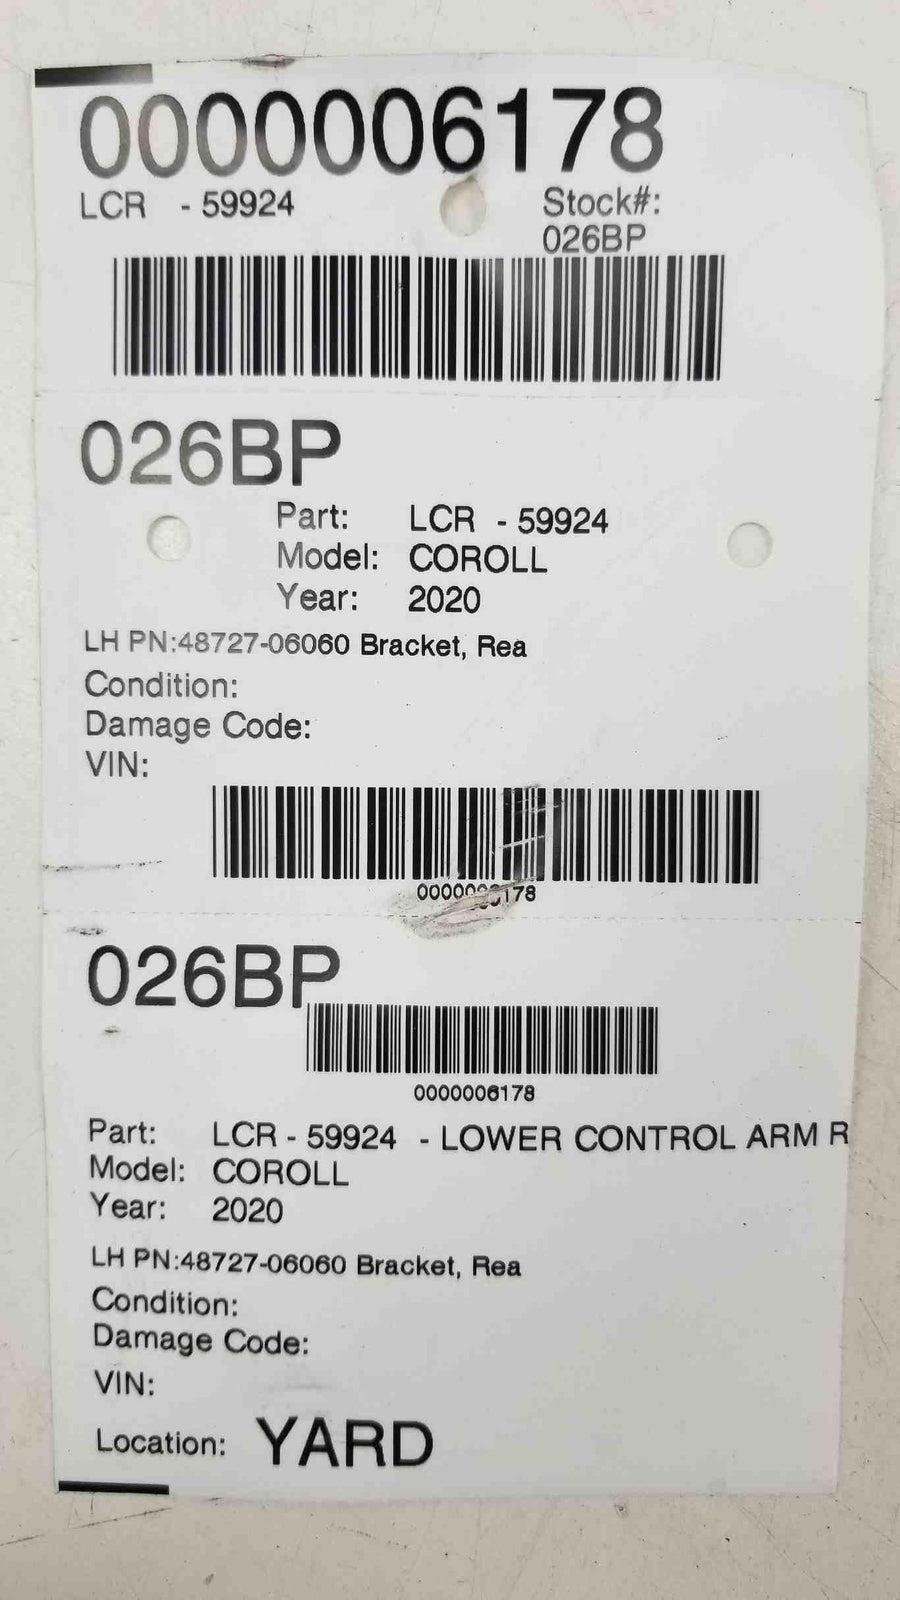 0000006178
LCR - 59924
Stock#:
026BP
026BP
Part: LCR - 59924
Model: COROLL
Year: 2020
LH PN:48727-06060 Bracket, Rea
Condition:
Damage Code:
VIN:
0000006178
026BP
0000006178
Part: LCR - 59924 - LOWER CONTROL ARM R
Model: COROLL
Year: 2020
LH PN:48727-06060 Bracket, Rea
Condition:
Damage Code:
VIN:
Location: YARD